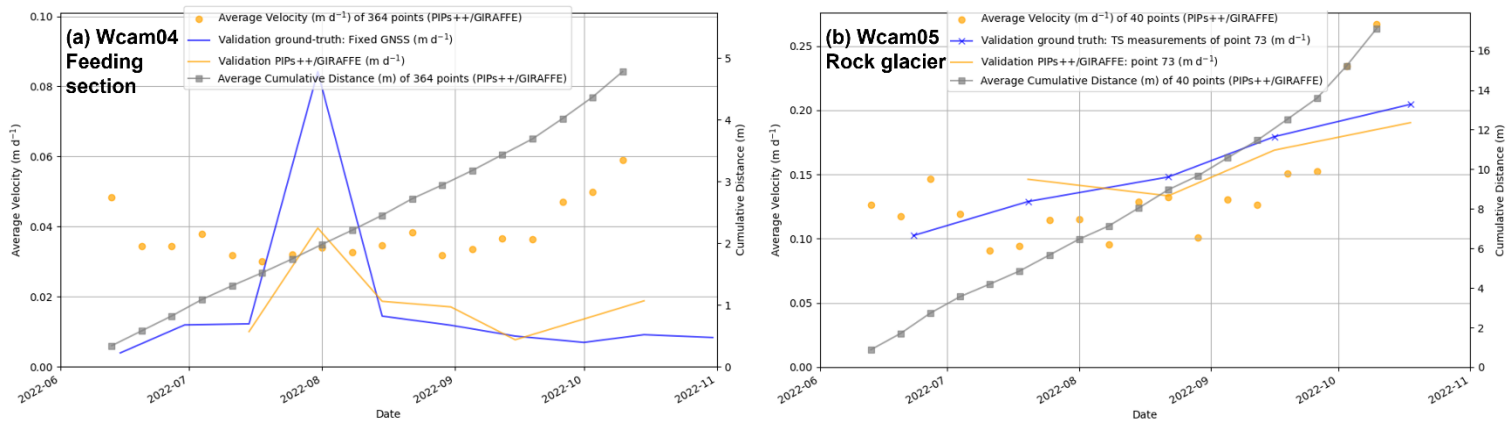 (a) Wcam04
Feeding
section
Average Velocity (m d⁻¹) of 364 points (PIPs++/GIRAFFE)
Validation ground-truth: Fixed GNSS (m d⁻¹)
Validation PIPs++/GIRAFFE (m d⁻¹)
Average Cumulative Distance (m) of 364 points (PIPs++/GIRAFFE)
Average Velocity (m d⁻¹)
0.10
0.08
0.06
0.04
0.02
0.00
5
4
3
2
1
0
Cumulative Distance (m)
2022-06
2022-07
2022-08
2022-09
2022-10
2022-11
Date
(b) Wcam05
Rock glacier
Average Velocity (m d⁻¹) of 40 points (PIPs++/GIRAFFE)
Validation ground truth: TS measurements of point 73 (m d⁻¹)
Validation PIPs++/GIRAFFE: point 73 (m d⁻¹)
Average Cumulative Distance (m) of 40 points (PIPs++/GIRAFFE)
Average Velocity (m d⁻¹)
0.25
0.20
0.15
0.10
0.05
0.00
16
14
12
10
8
6
4
2
0
Cumulative Distance (m)
2022-06
2022-07
2022-08
2022-09
2022-10
2022-11
Date